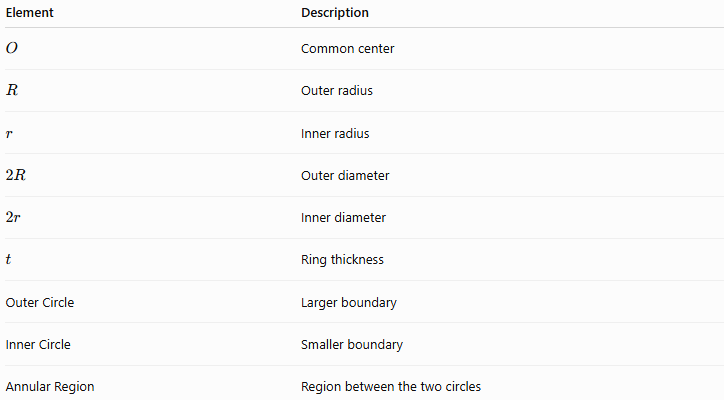 Element Description
O Common center
R Outer radius
r Inner radius
2R Outer diameter
2r Inner diameter
t Ring thickness
Outer Circle Larger boundary
Inner Circle Smaller boundary
Annular Region Region between the two circles